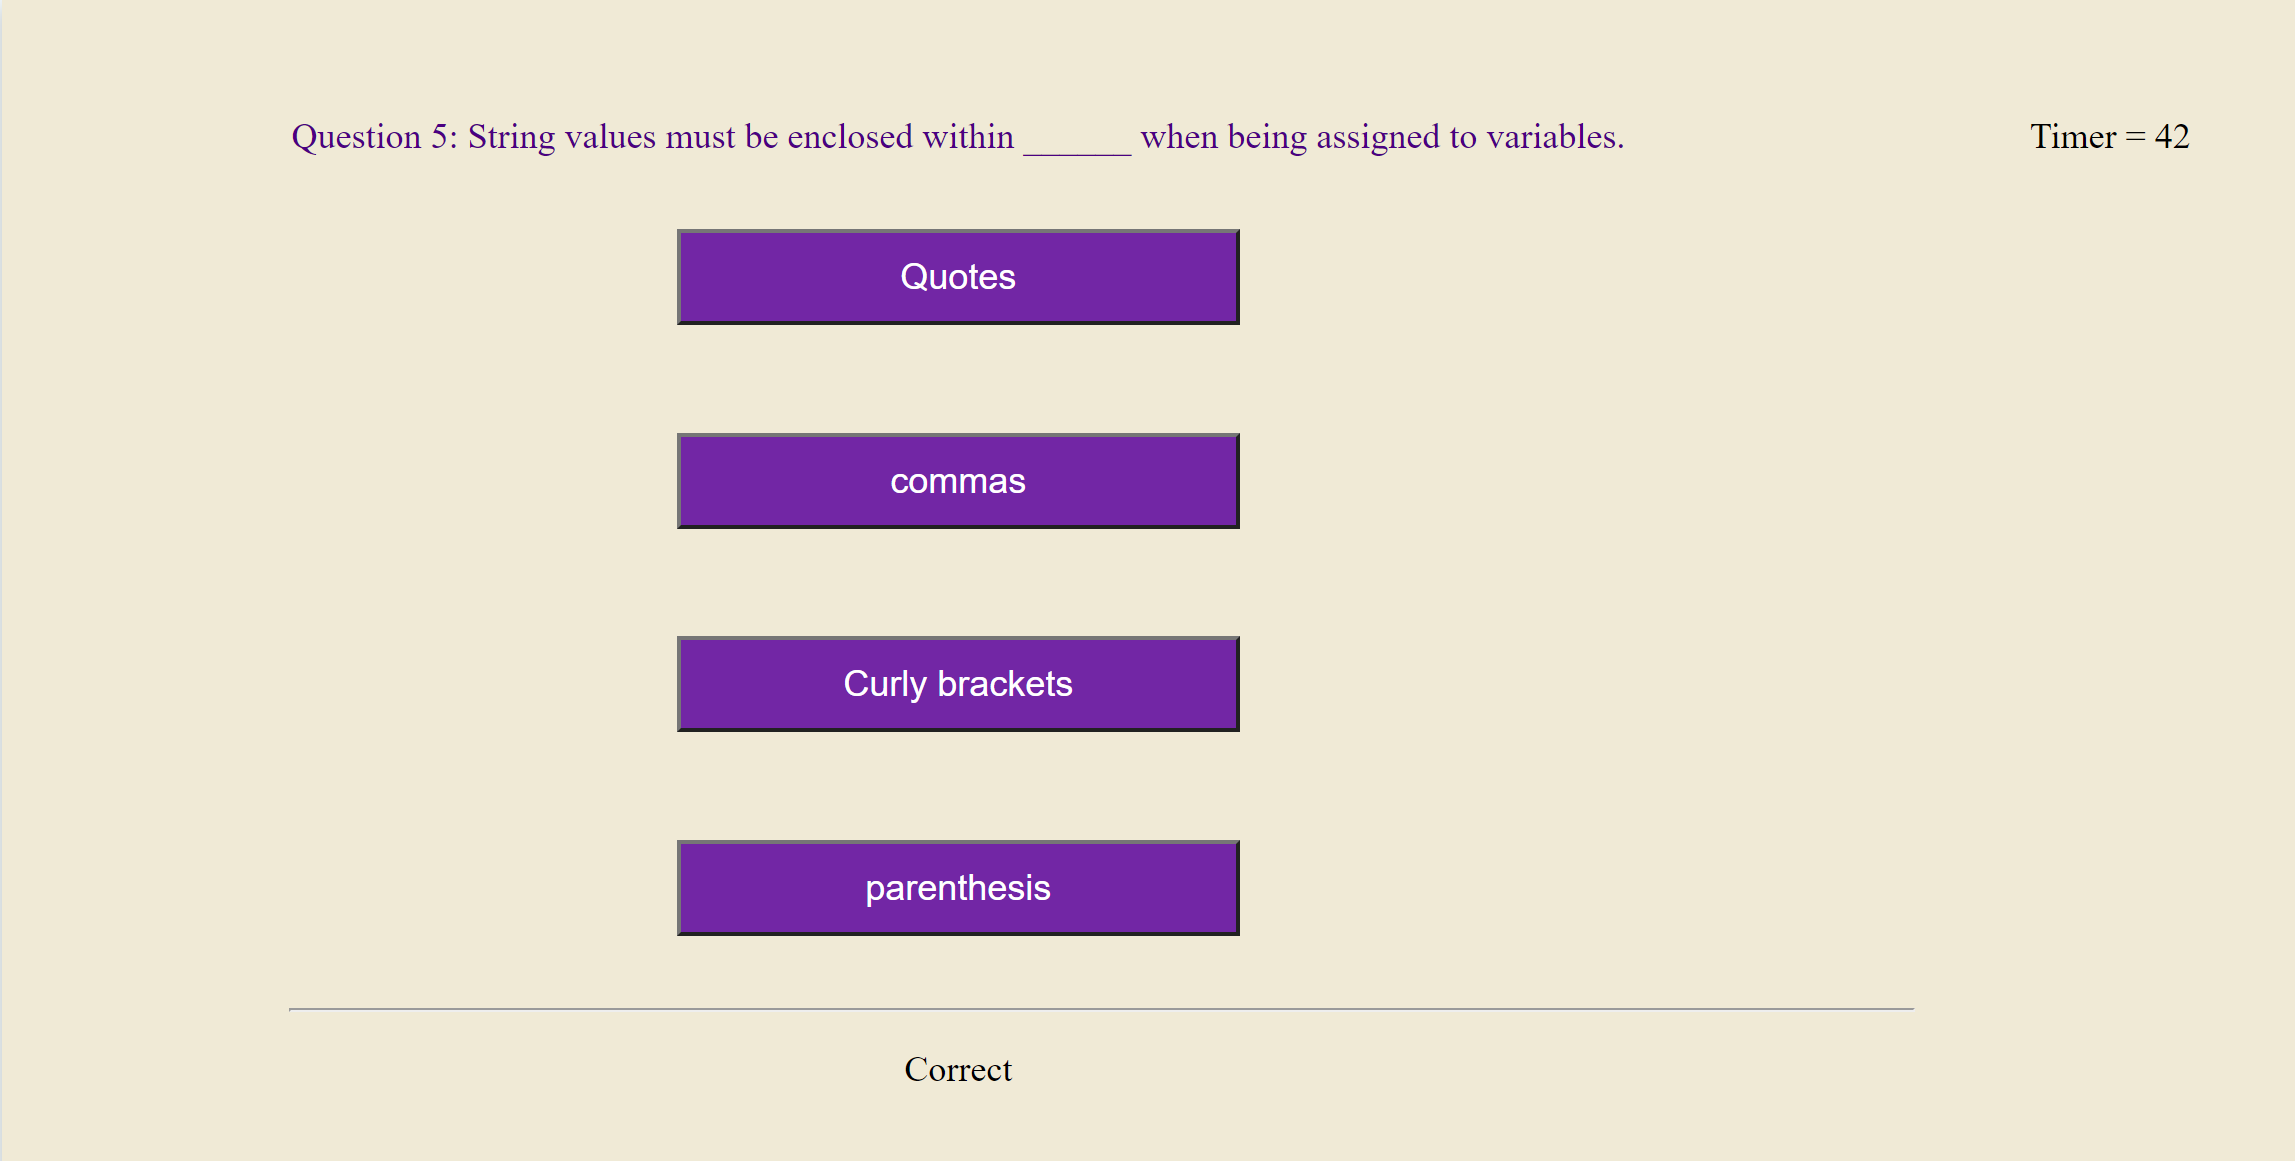 Question 5: String values must be enclosed within ______ when being assigned to variables.
Timer = 42
Quotes
commas
Curly brackets
parenthesis
Correct